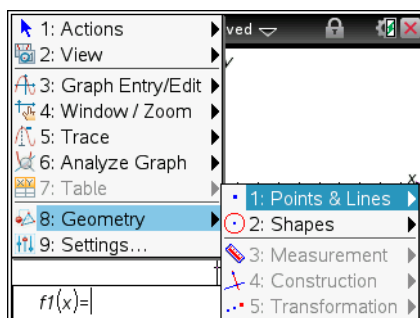 1: Actions
2: View
3: Graph Entry/Edit
4: Window / Zoom
5: Trace
6: Analyze Graph
7: Table
8: Geometry
9: Settings...
ved
y
x
1: Points & Lines
2: Shapes
3: Measurement
4: Construction
5: Transformation
f1(x)=